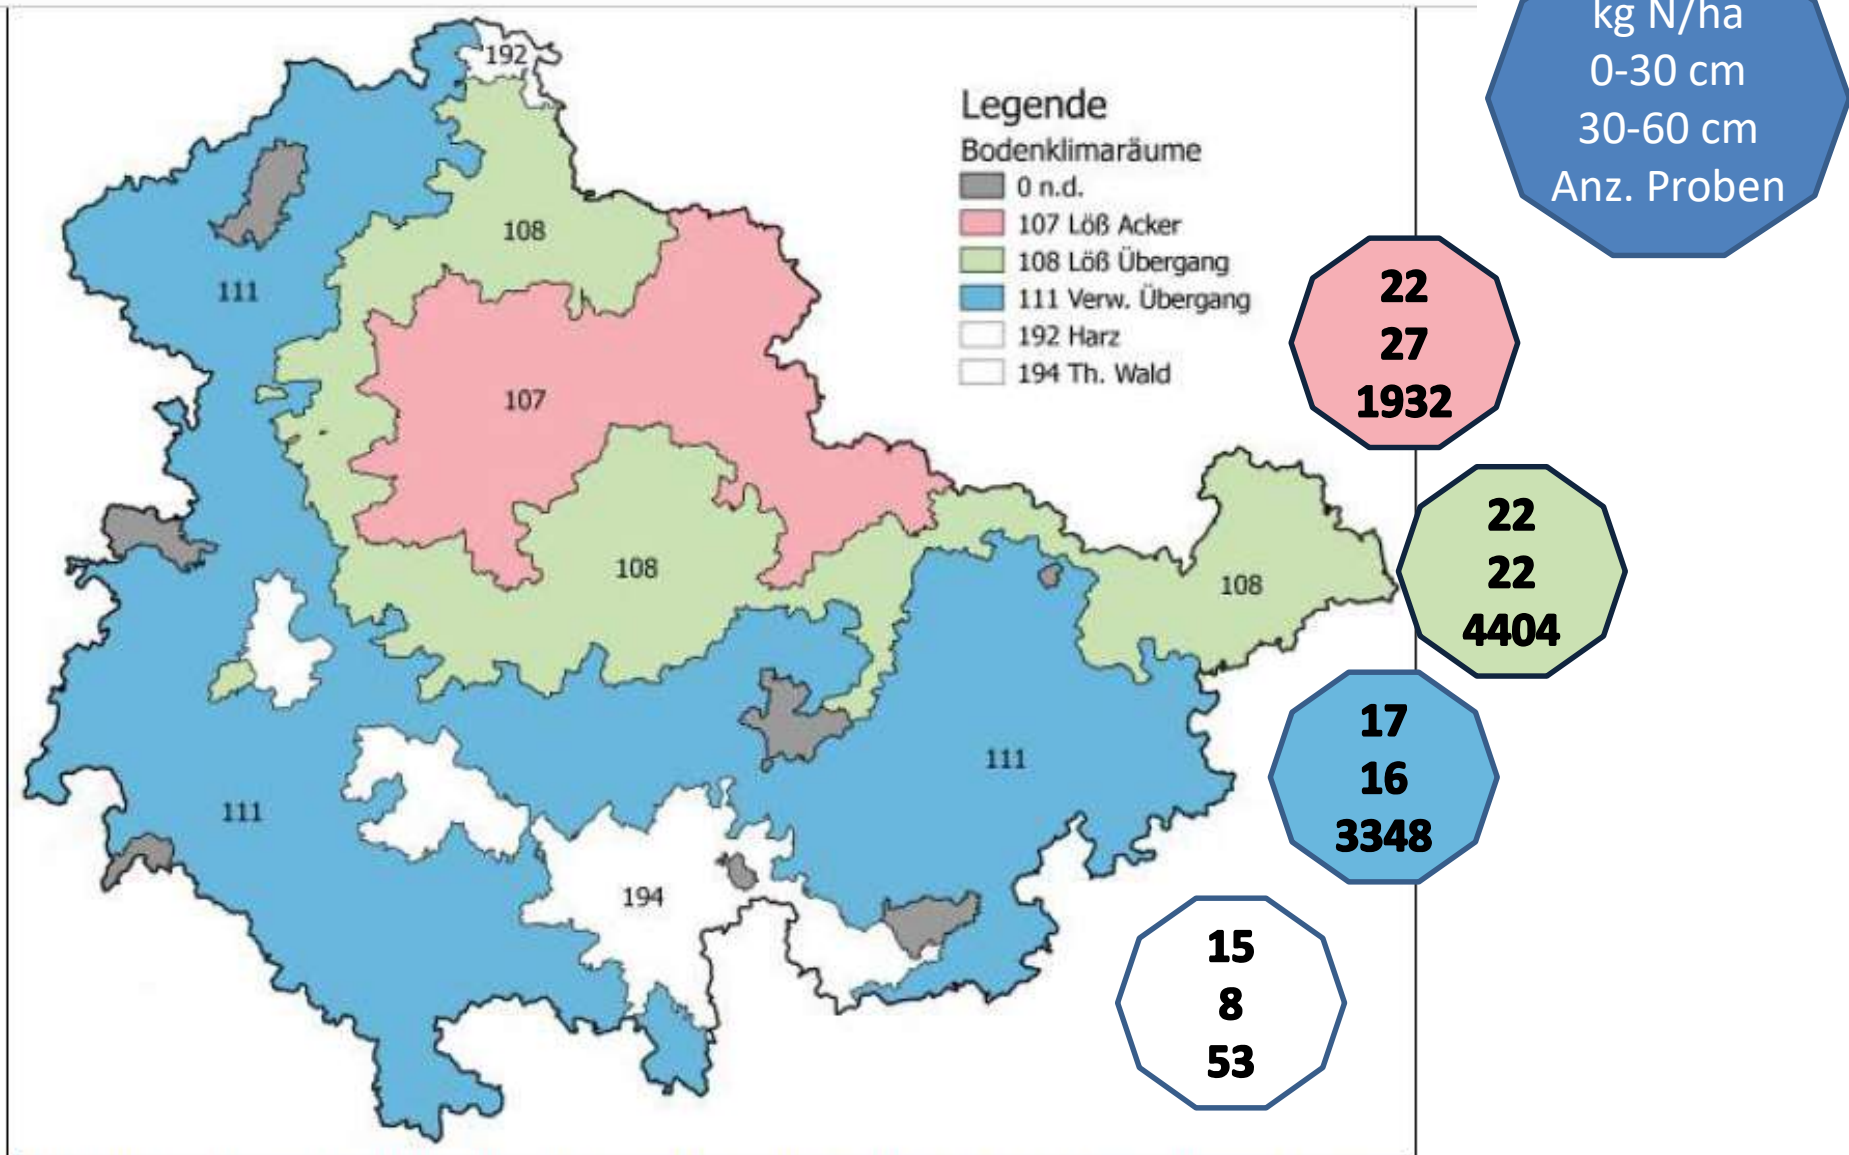 kg N/ha
0-30 cm
30-60 cm
Anz. Proben
192
Legende
Bodenklimaräume
0 n.d.
107 Löß Acker
108 Löß Übergang
111 Verw. Übergang
192 Harz
194 Th. Wald
108
111
107
108
108
111
111
194
22
27
1932
22
22
4404
17
16
3348
15
8
53